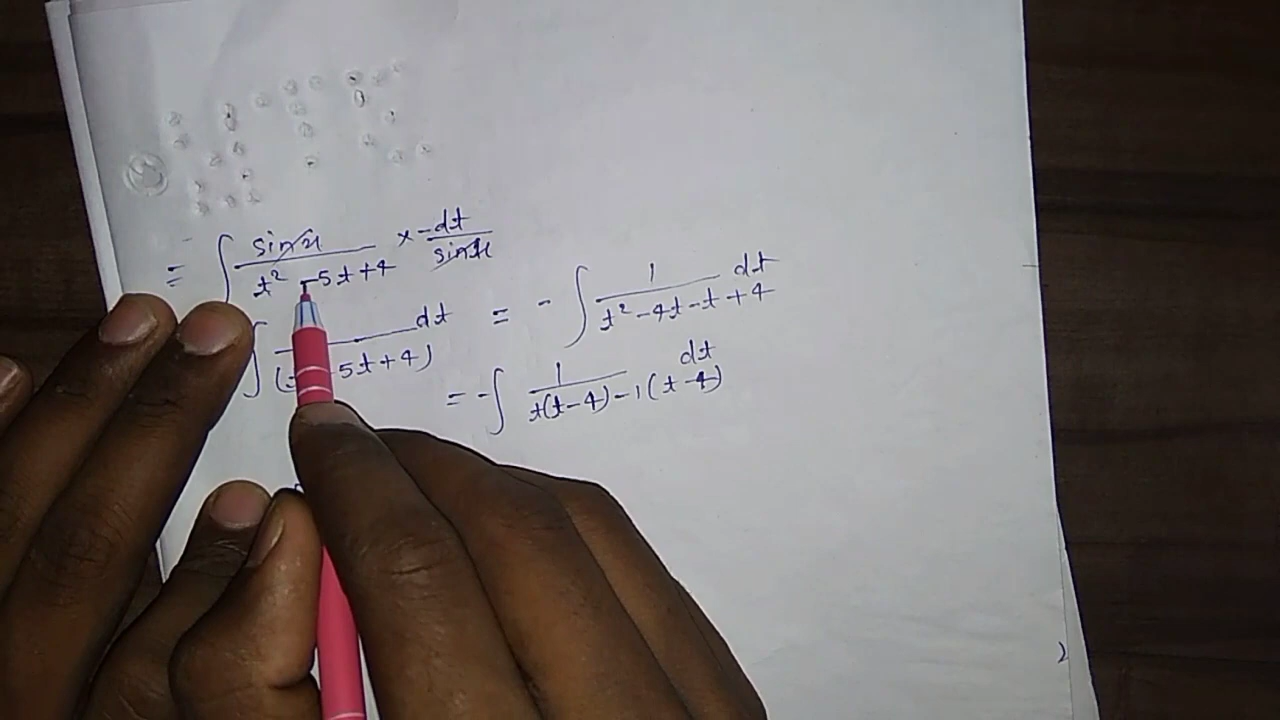 = ∫ sinx / t² - 5t + 4 × -dt / sinx
∫ dt / (t² - 5t + 4) = - ∫ 1 / t² - 4t - t + 4 dt
= - ∫ 1 / t(t-4) - 1(t-4) dt